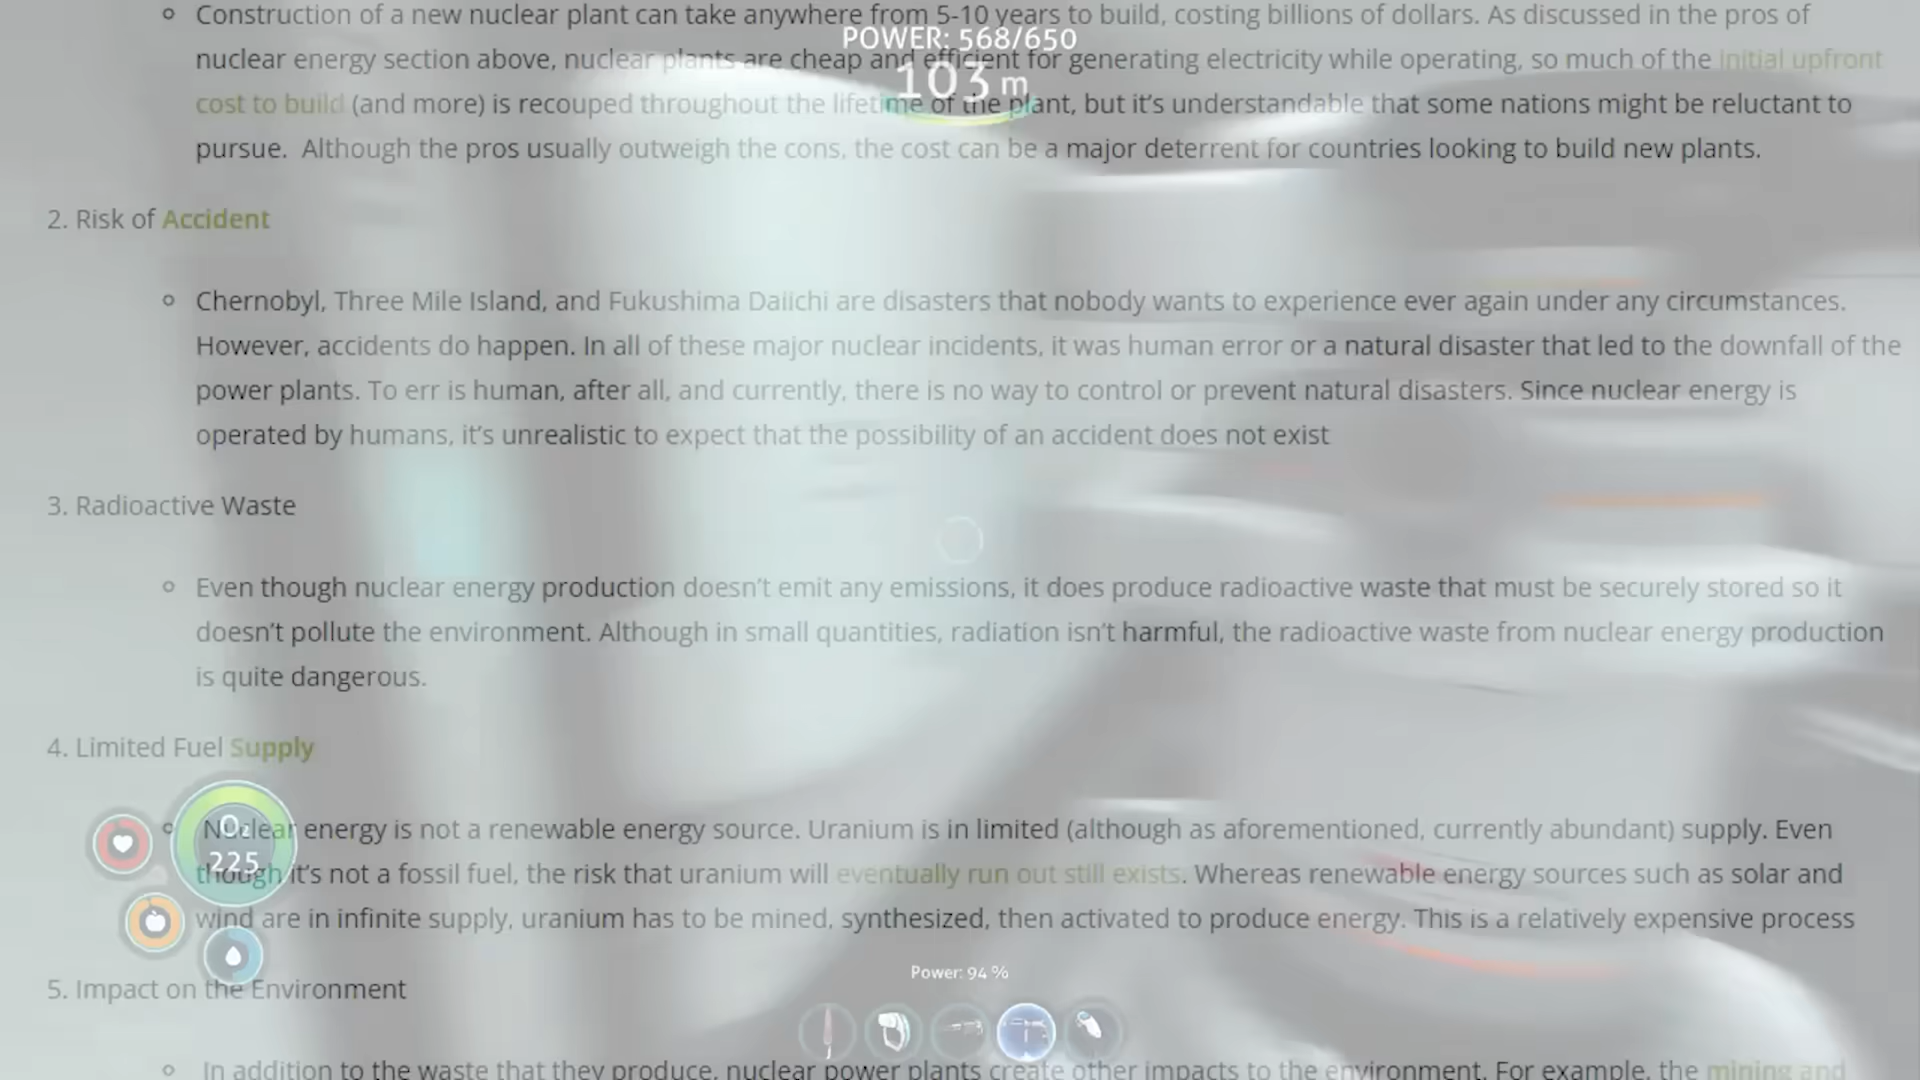 Construction of a new nuclear plant can take anywhere from 5-10 years to build, costing billions of dollars. As discussed in the pros of
POWER: 568/650
nuclear energy section above, nuclear plants are cheap and efficient for generating electricity while operating, so much of the initial upfront
103 m
cost to build (and more) is recouped throughout the lifetime of the plant, but it's understandable that some nations might be reluctant to
pursue. Although the pros usually outweigh the cons, the cost can be a major deterrent for countries looking to build new plants.
2. Risk of Accident
Chernobyl, Three Mile Island, and Fukushima Daiichi are disasters that nobody wants to experience ever again under any circumstances.
However, accidents do happen. In all of these major nuclear incidents, it was human error or a natural disaster that led to the downfall of the
power plants. To err is human, after all, and currently, there is no way to control or prevent natural disasters. Since nuclear energy is
operated by humans, it's unrealistic to expect that the possibility of an accident does not exist
3. Radioactive Waste
Even though nuclear energy production doesn't emit any emissions, it does produce radioactive waste that must be securely stored so it
doesn't pollute the environment. Although in small quantities, radiation isn't harmful, the radioactive waste from nuclear energy production
is quite dangerous.
4. Limited Fuel Supply
Nuclear energy is not a renewable energy source. Uranium is in limited (although as aforementioned, currently abundant) supply. Even
O₂
225
though it's not a fossil fuel, the risk that uranium will eventually run out still exists. Whereas renewable energy sources such as solar and
wind are in infinite supply, uranium has to be mined, synthesized, then activated to produce energy. This is a relatively expensive process
Power: 94 %
5. Impact on the Environment
In addition to the waste that they produce, nuclear power plants create other impacts to the environment. For example, the mining and